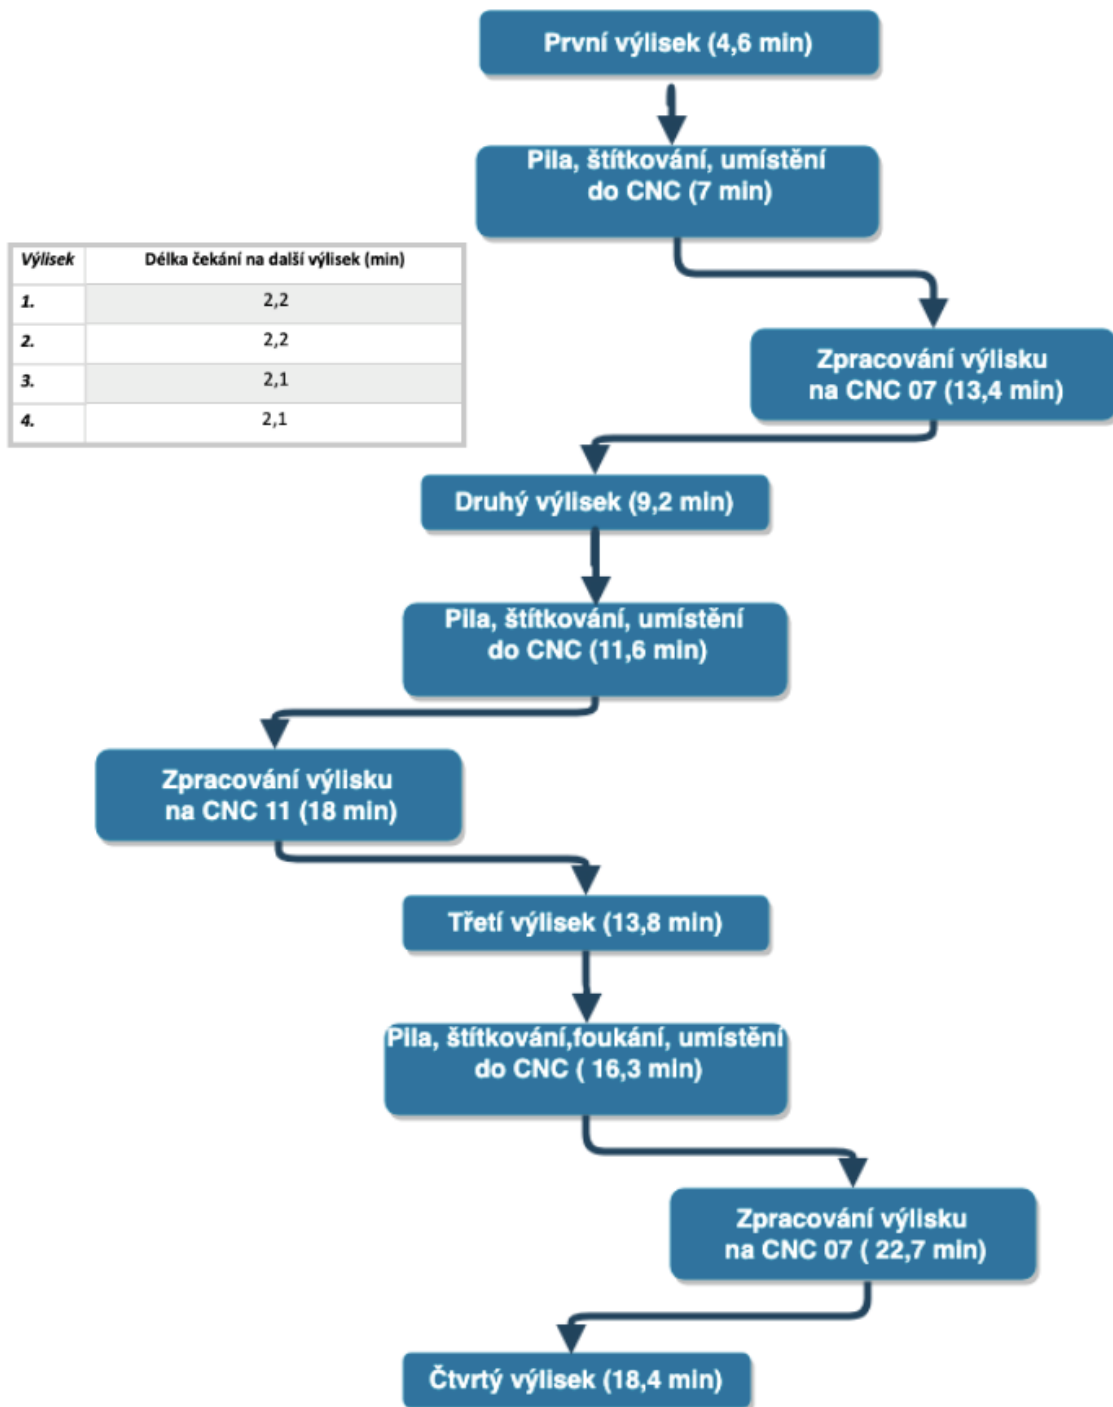 První výlisek (4,6 min)
Pila, štítkování, umístění
do CNC (7 min)
Výlisek Délka čekání na další výlisek (min)
1. 2,2
2. 2,2
3. 2,1
4. 2,1
Zpracování výlisku
na CNC 07 (13,4 min)
Druhý výlisek (9,2 min)
Pila, štítkování, umístění
do CNC (11,6 min)
Zpracování výlisku
na CNC 11 (18 min)
Třetí výlisek (13,8 min)
Pila, štítkování,foukání, umístění
do CNC ( 16,3 min)
Zpracování výlisku
na CNC 07 ( 22,7 min)
Čtvrtý výlisek (18,4 min)